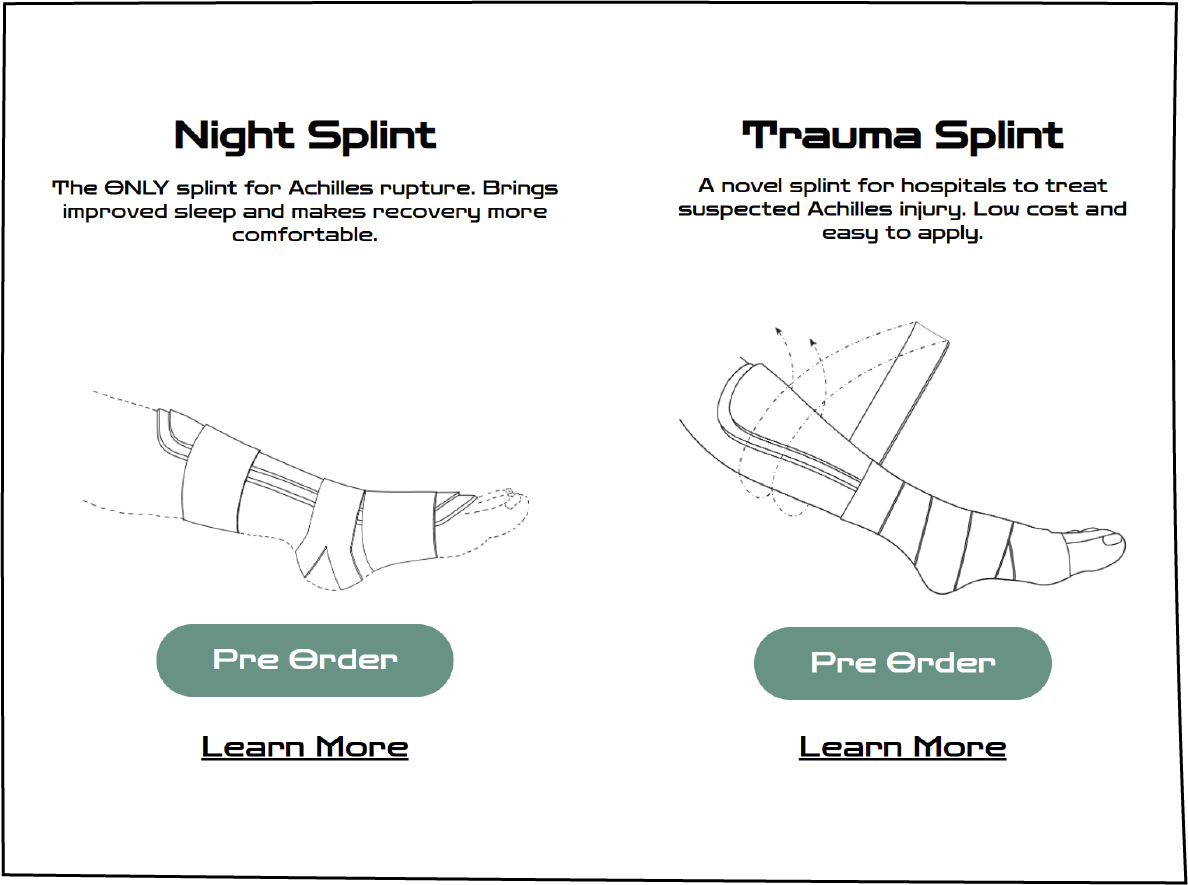 Night Splint
The ONLY splint for Achilles rupture. Brings
improved sleep and makes recovery more
comfortable.
Pre Order
Learn More
Trauma Splint
A novel splint for hospitals to treat
suspected Achilles injury. Low cost and
easy to apply.
Pre Order
Learn More